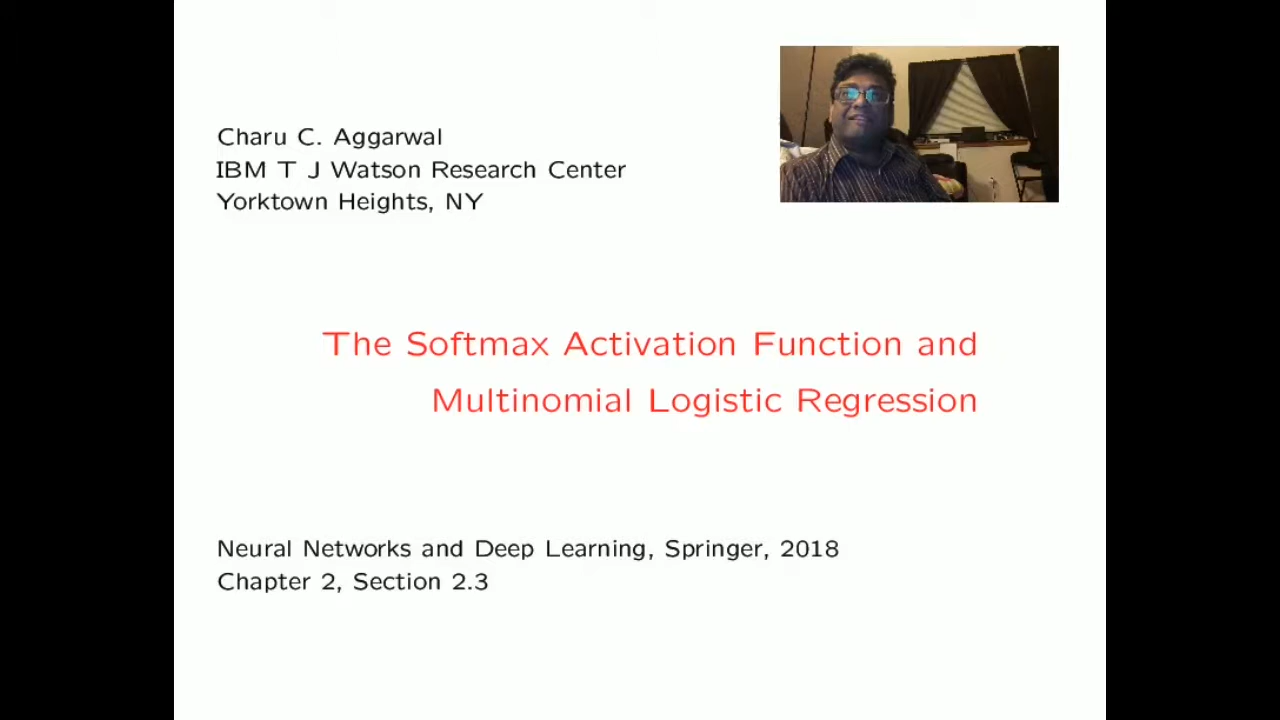 Charu C. Aggarwal
IBM T J Watson Research Center
Yorktown Heights, NY
The Softmax Activation Function and
Multinomial Logistic Regression
Neural Networks and Deep Learning, Springer, 2018
Chapter 2, Section 2.3